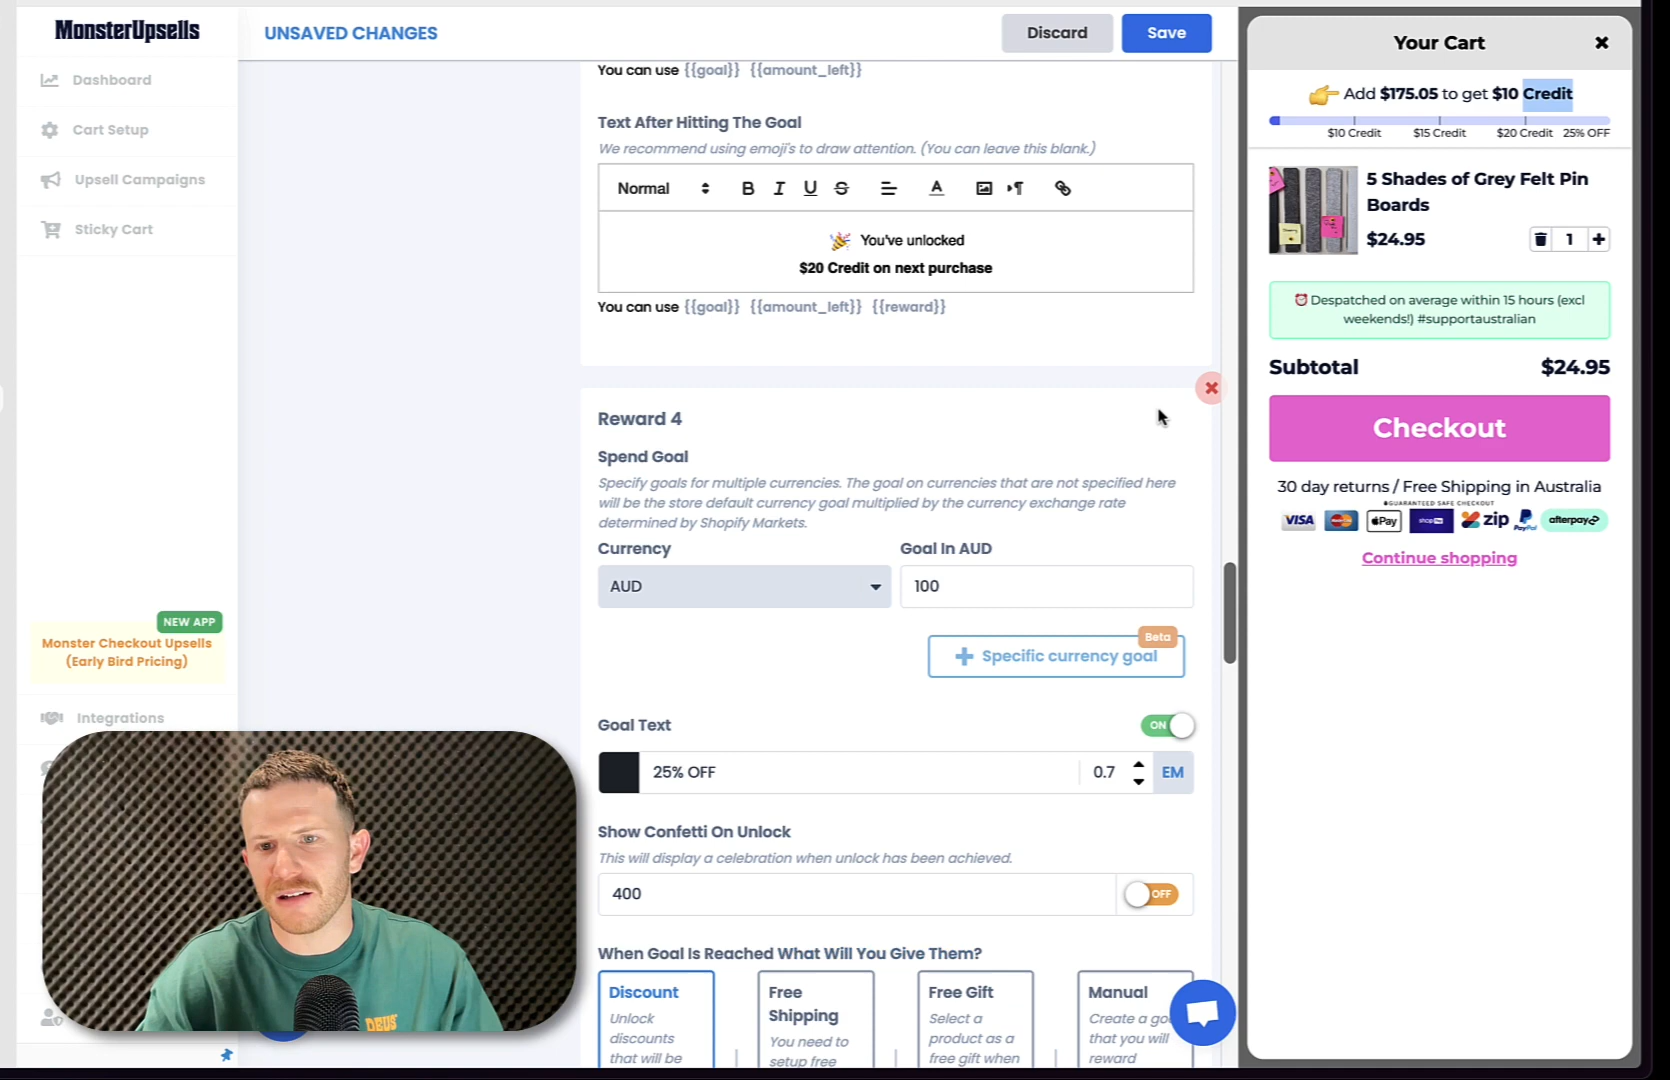 MonsterUpsells
UNSAVED CHANGES
Discard
Save
Dashboard
Cart Setup
Upsell Campaigns
Sticky Cart
NEW APP
Monster Checkout Upsells
(Early Bird Pricing)
Integrations
You can use {{goal}} {{amount_left}}
Text After Hitting The Goal
We recommend using emoji's to draw attention. (You can leave this blank.)
Normal
B I U S A
🎉 You've unlocked
$20 Credit on next purchase
You can use {{goal}} {{amount_left}} {{reward}}
Reward 4
Spend Goal
Specify goals for multiple currencies. The goal on currencies that are not specified here
will be the store default currency goal multiplied by the currency exchange rate
determined by Shopify Markets.
Currency
Goal In AUD
AUD
100
Beta
Specific currency goal
Goal Text
ON
25% OFF
0.7
EM
Show Confetti On Unlock
This will display a celebration when unlock has been achieved.
400
OFF
When Goal Is Reached What Will You Give Them?
Discount
Unlock
discounts
that will be
Free
Shipping
You need to
setup free
Free Gift
Select a
product as a
free gift when
Manual
Create a go
that you will
reward
DEUS
Your Cart
👉 Add $175.05 to get $10 Credit
$10 Credit
$15 Credit
$20 Credit
25% OFF
5 Shades of Grey Felt Pin
Boards
$24.95
1
⏰ Despatched on average within 15 hours (excl
weekends!) #supportaustralian
Subtotal
$24.95
Checkout
30 day returns / Free Shipping in Australia
GUARANTEED SAFE CHECKOUT
VISA
Pay
shop Pay
zip
PayPal
afterpay
Continue shopping